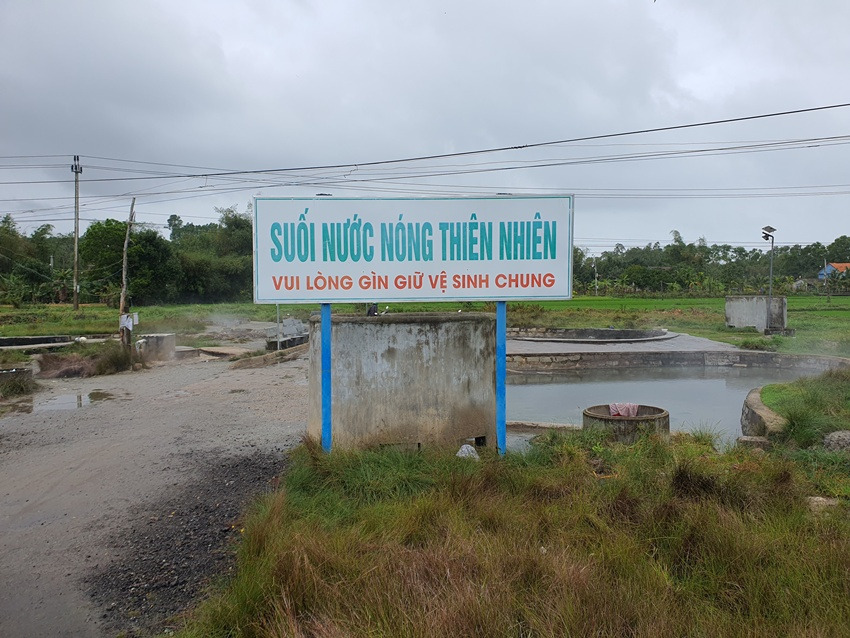 SUỐI NƯỚC NÓNG THIÊN NHIÊN
VUI LÒNG GÌN GIỮ VỆ SINH CHUNG